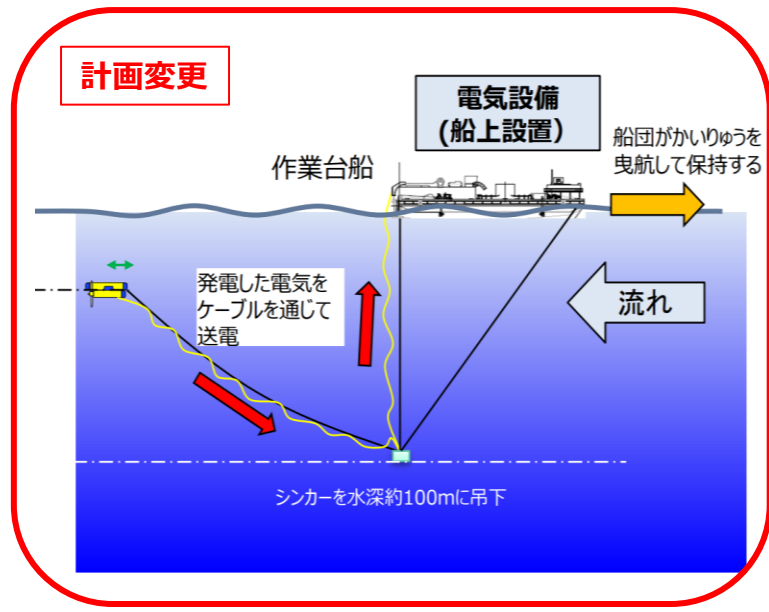 計画変更
電気設備
(船上設置）
船団がかいりゅうを
曳航して保持する
作業台船
発電した電気を
ケーブルを通じて
送電
流れ
シンカーを水深約100mに吊下